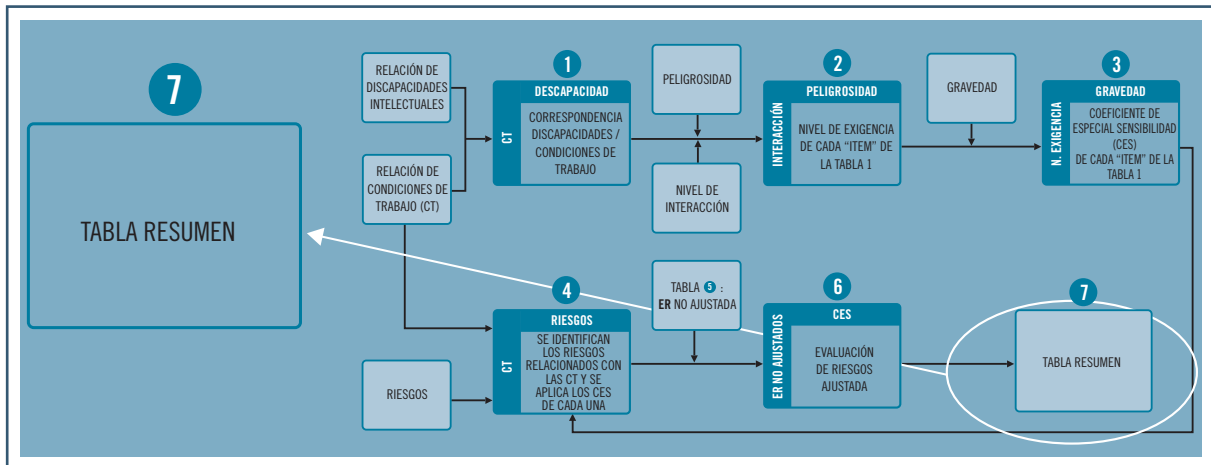 7
TABLA RESUMEN
RELACIÓN DE
DISCAPACIDADES
INTELECTUALES
RELACIÓN DE
CONDICIONES DE
TRABAJO (CT)
1
DESCAPACIDAD
CT
CORRESPONDENCIA
DISCAPACIDADES /
CONDICIONES DE
TRABAJO
PELIGROSIDAD
NIVEL DE
INTERACCIÓN
2
PELIGROSIDAD
INTERACCIÓN
NIVEL DE EXIGENCIA
DE CADA “ITEM” DE
LA TABLA 1
GRAVEDAD
3
GRAVEDAD
N. EXIGENCIA
COEFICIENTE DE
ESPECIAL SENSIBILIDAD
(CES)
DE CADA “ITEM” DE LA
TABLA 1
RIESGOS
4
RIESGOS
CT
SE IDENTIFICAN
LOS RIESGOS
RELACIONADOS CON
LAS CT Y SE
APLICA LOS CES
DE CADA UNA
TABLA 5 :
ER NO AJUSTADA
6
CES
ER NO AJUSTADOS
EVALUACIÓN
DE RIESGOS
AJUSTADA
7
TABLA RESUMEN